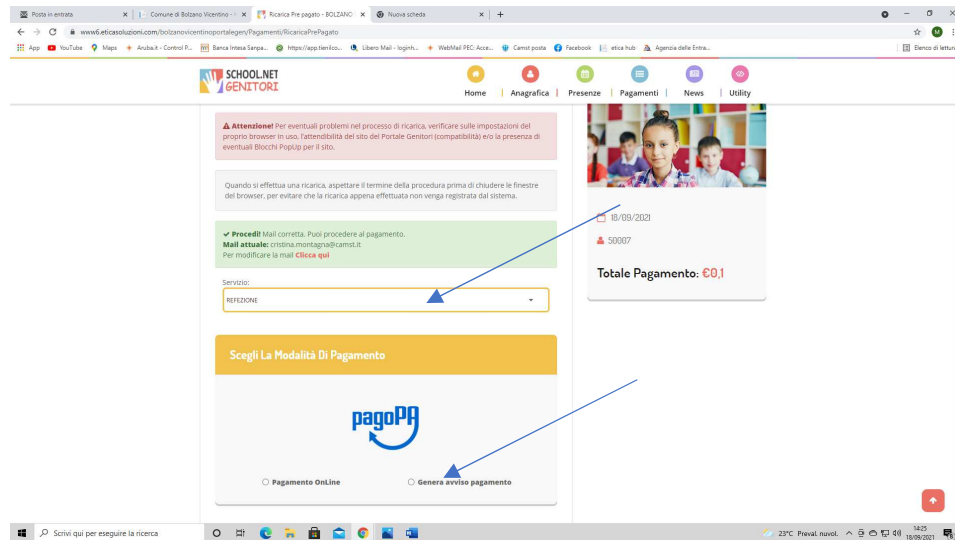 Posta in entrata
Comune di Bolzano Vicentino -
Ricarica Pre pagato - BOLZANO
Nuova scheda
www6.eticasoluzioni.com/bolzanovicentinoportalegen/Pagamenti/RicaricaPrePagato
App YouTube Maps Aruba.it - Control P... Banca Intesa Sanpa... https://app.tienilco... Libero Mail - loginh... WebMail PEC: Acce... Camst posta Facebook etica hub Agenzia delle Entra... Elenco di lettur
SCHOOL.NET
GENITORI
Home Anagrafica Presenze Pagamenti News Utility
Attenzione! Per eventuali problemi nel processo di ricarica, verificare sulle impostazioni del
proprio browser in uso, l'attendibilità del sito del Portale Genitori (compatibilità) e/o la presenza di
eventuali Blocchi PopUp per il sito.
Quando si effettua una ricarica, aspettare il termine della procedura prima di chiudere le finestre
del browser, per evitare che la ricarica appena effettuata non venga registrata dal sistema.
Procedi! Mail corretta. Puoi procedere al pagamento.
Mail attuale: cristina.montagna@camst.it
Per modificare la mail Clicca qui
Servizio:
REFEZIONE
18/09/2021
50007
Totale Pagamento: €0,1
Scegli La Modalità Di Pagamento
pagoPA
Pagamento OnLine
Genera avviso pagamento
Scrivi qui per eseguire la ricerca
23°C Preval. nuvol.
14:25
18/09/2021